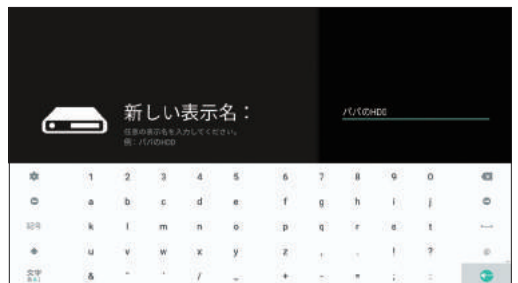 新しい表示名：
任意の表示名を入力してください。
例：パパのHDD
パパのHDD
1 2 3 4 5 6 7 8 9 0
a b c d e f g h i j
記号 k l m n o p q r s t
u v w x y z , . ! ? @
文字 & / _ + - * ; :